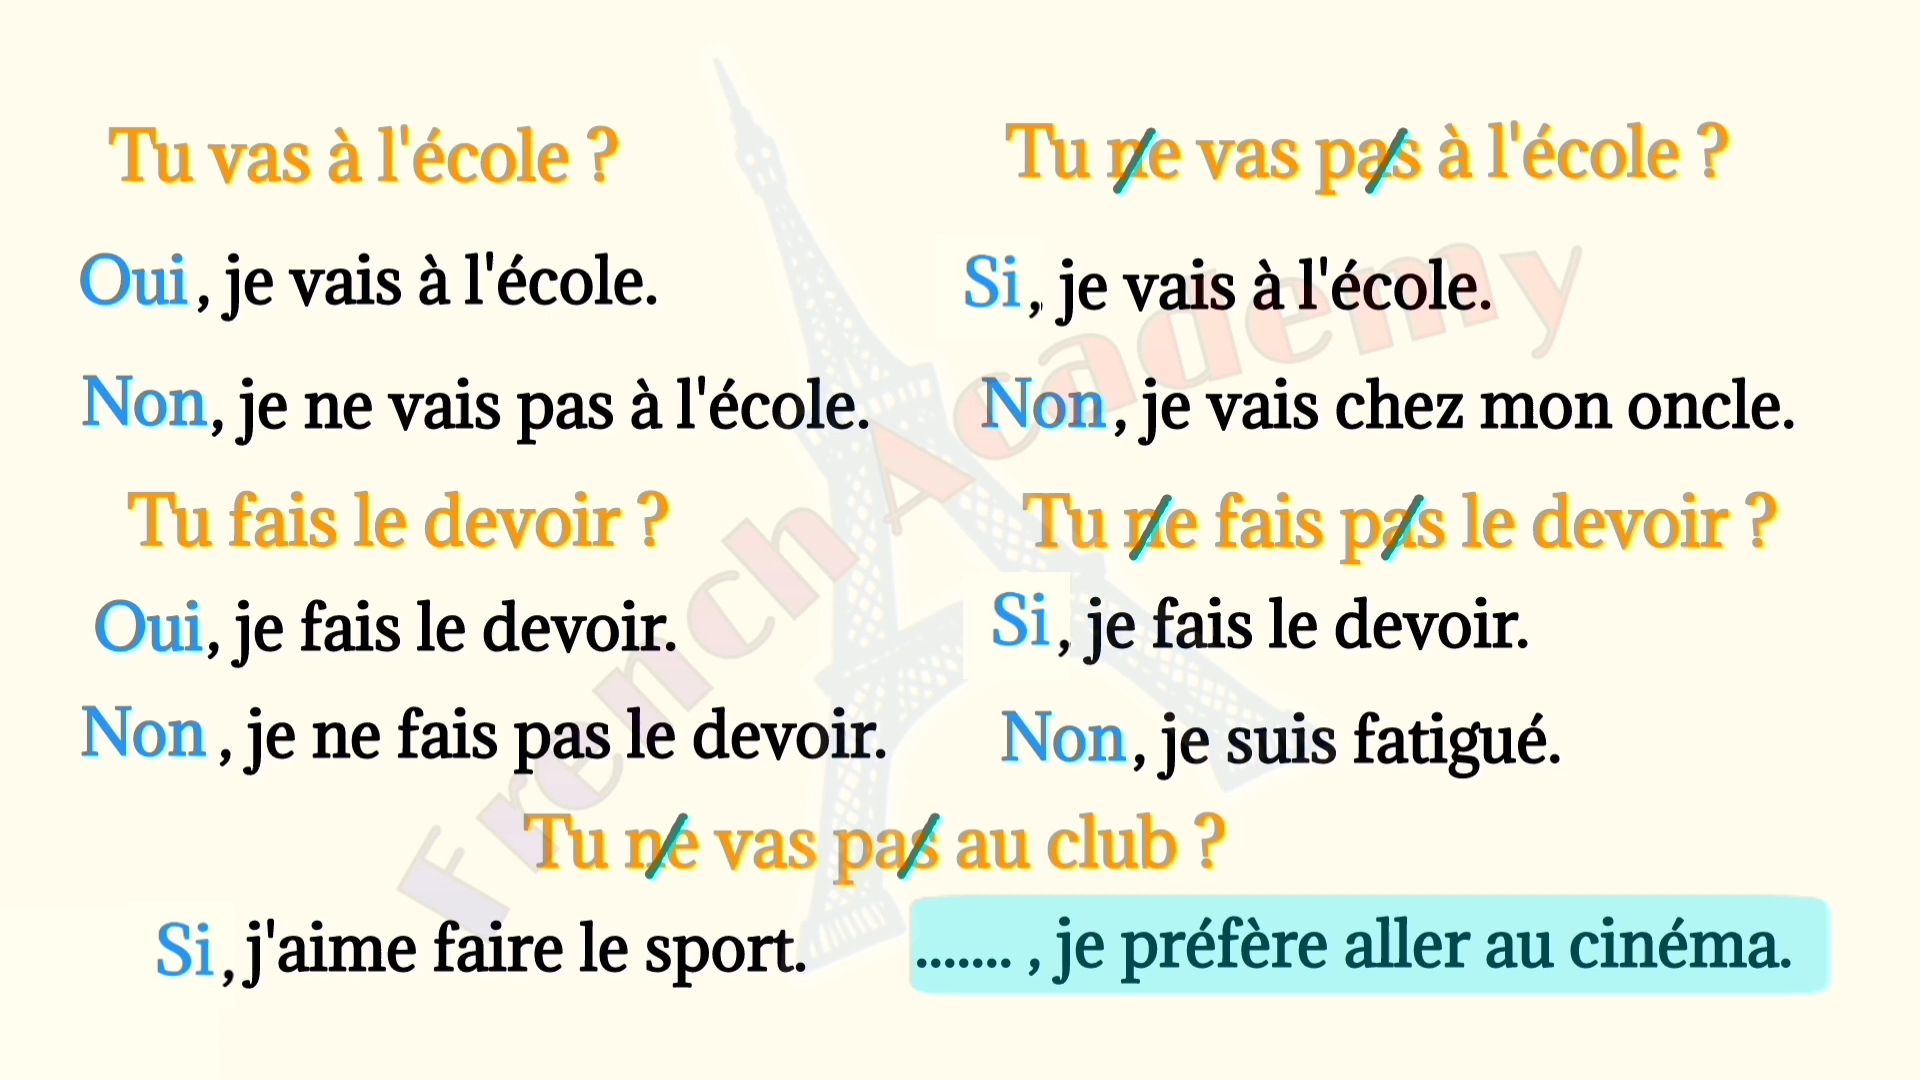 Tu vas à l'école ?
Oui, je vais à l'école.
Non, je ne vais pas à l'école.
Tu ne vas pas à l'école ?
Si, je vais à l'école.
Non, je vais chez mon oncle.
Tu fais le devoir ?
Oui, je fais le devoir.
Non, je ne fais pas le devoir.
Tu ne fais pas le devoir ?
Si, je fais le devoir.
Non, je suis fatigué.
Tu ne vas pas au club ?
Si, j'aime faire le sport.
....... , je préfère aller au cinéma.
French Academy